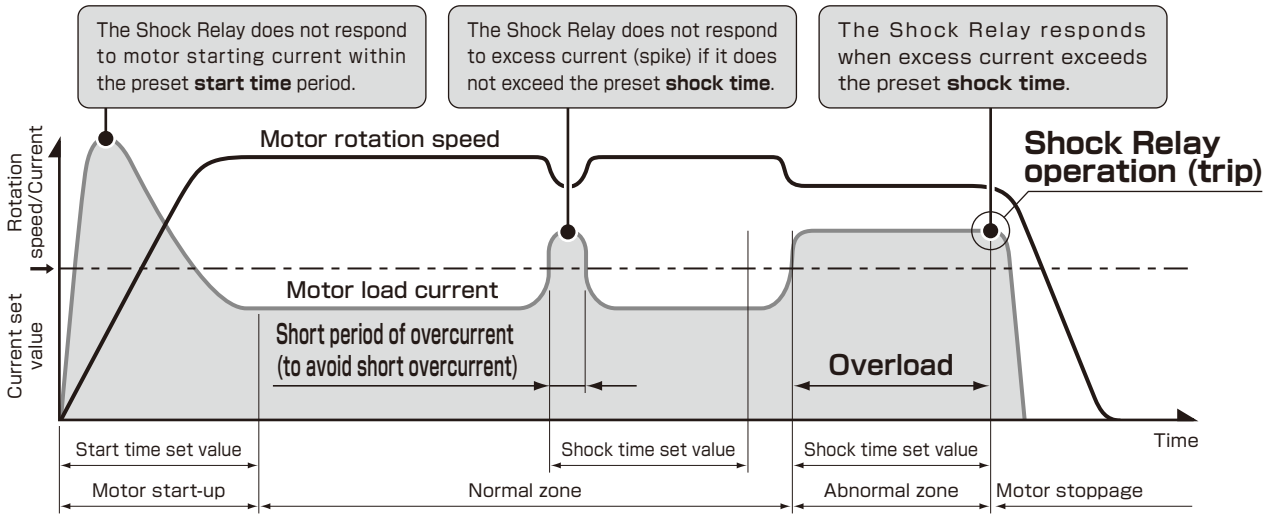 The Shock Relay does not respond
to motor starting current within
the preset start time period.
The Shock Relay does not respond
to excess current (spike) if it does
not exceed the preset shock time.
The Shock Relay responds
when excess current exceeds
the preset shock time.
Rotation
speed/Current
Motor rotation speed
Shock Relay
operation (trip)
Current set
value
Motor load current
Short period of overcurrent
(to avoid short overcurrent)
Overload
Time
Start time set value
Shock time set value
Shock time set value
Motor start-up
Normal zone
Abnormal zone
Motor stoppage